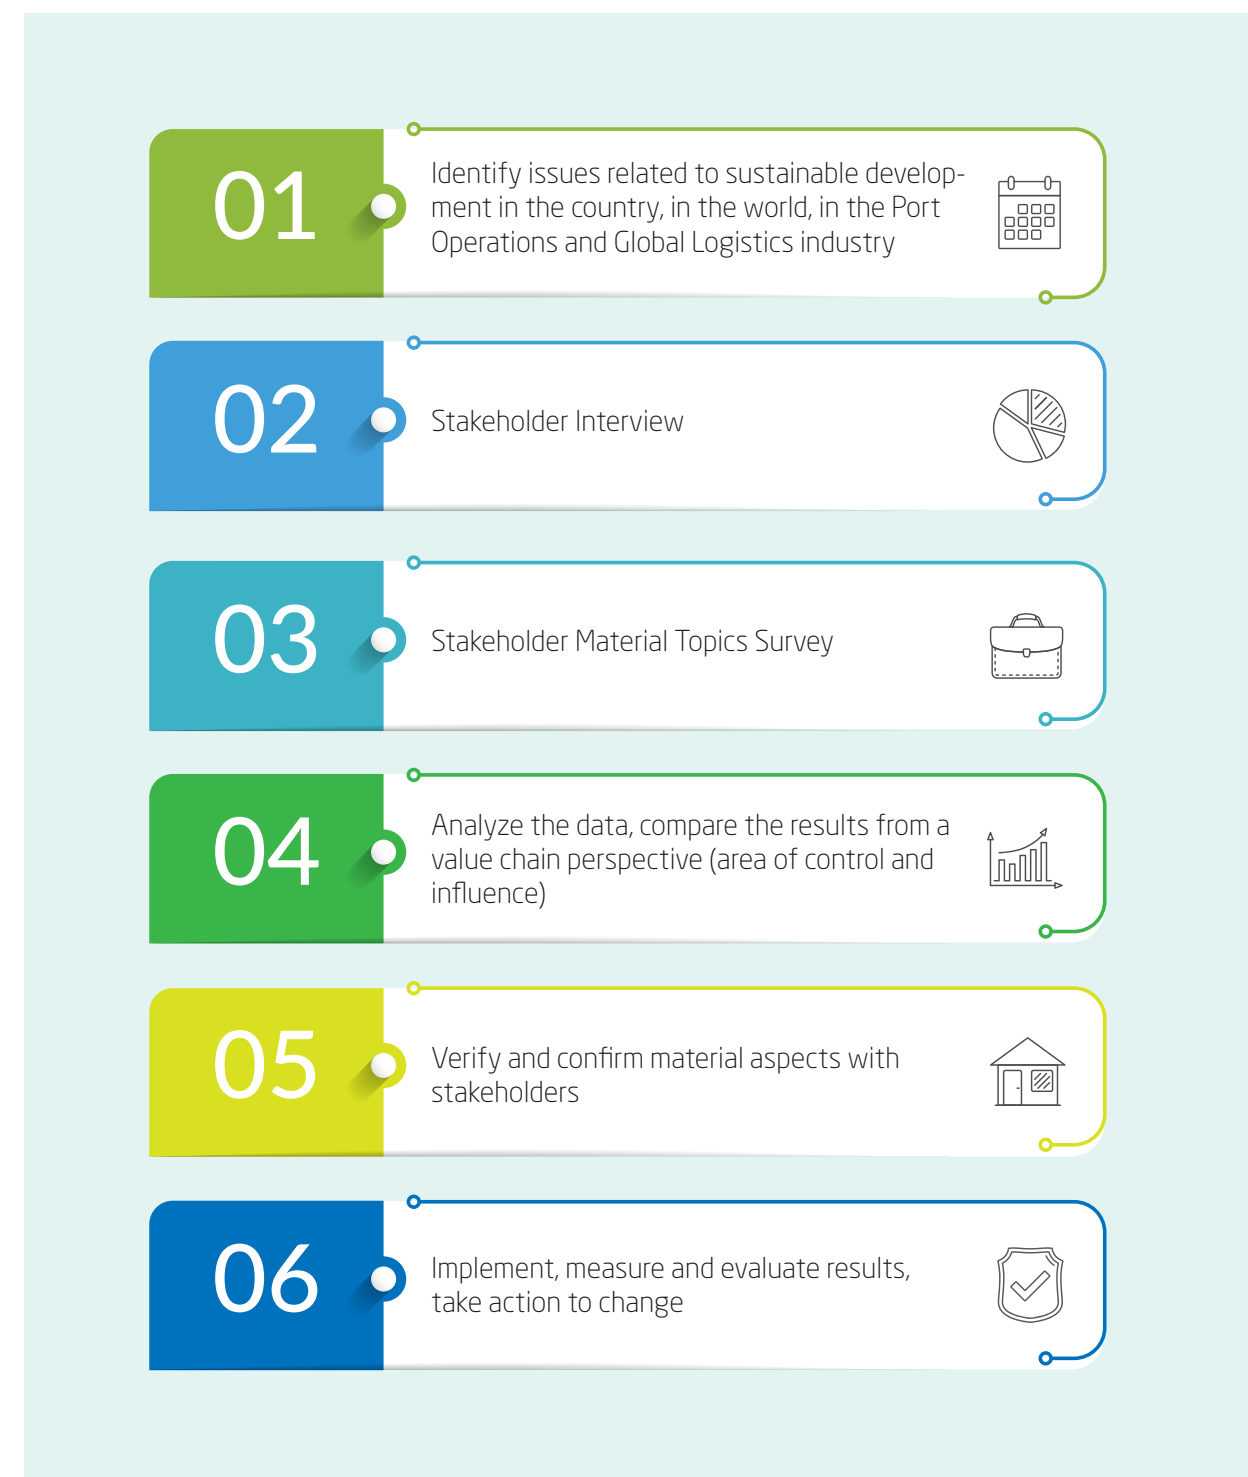 01
Identify issues related to sustainable develop-
ment in the country, in the world, in the Port
Operations and Global Logistics industry
02
Stakeholder Interview
03
Stakeholder Material Topics Survey
04
Analyze the data, compare the results from a
value chain perspective (area of control and
influence)
05
Verify and confirm material aspects with
stakeholders
06
Implement, measure and evaluate results,
take action to change